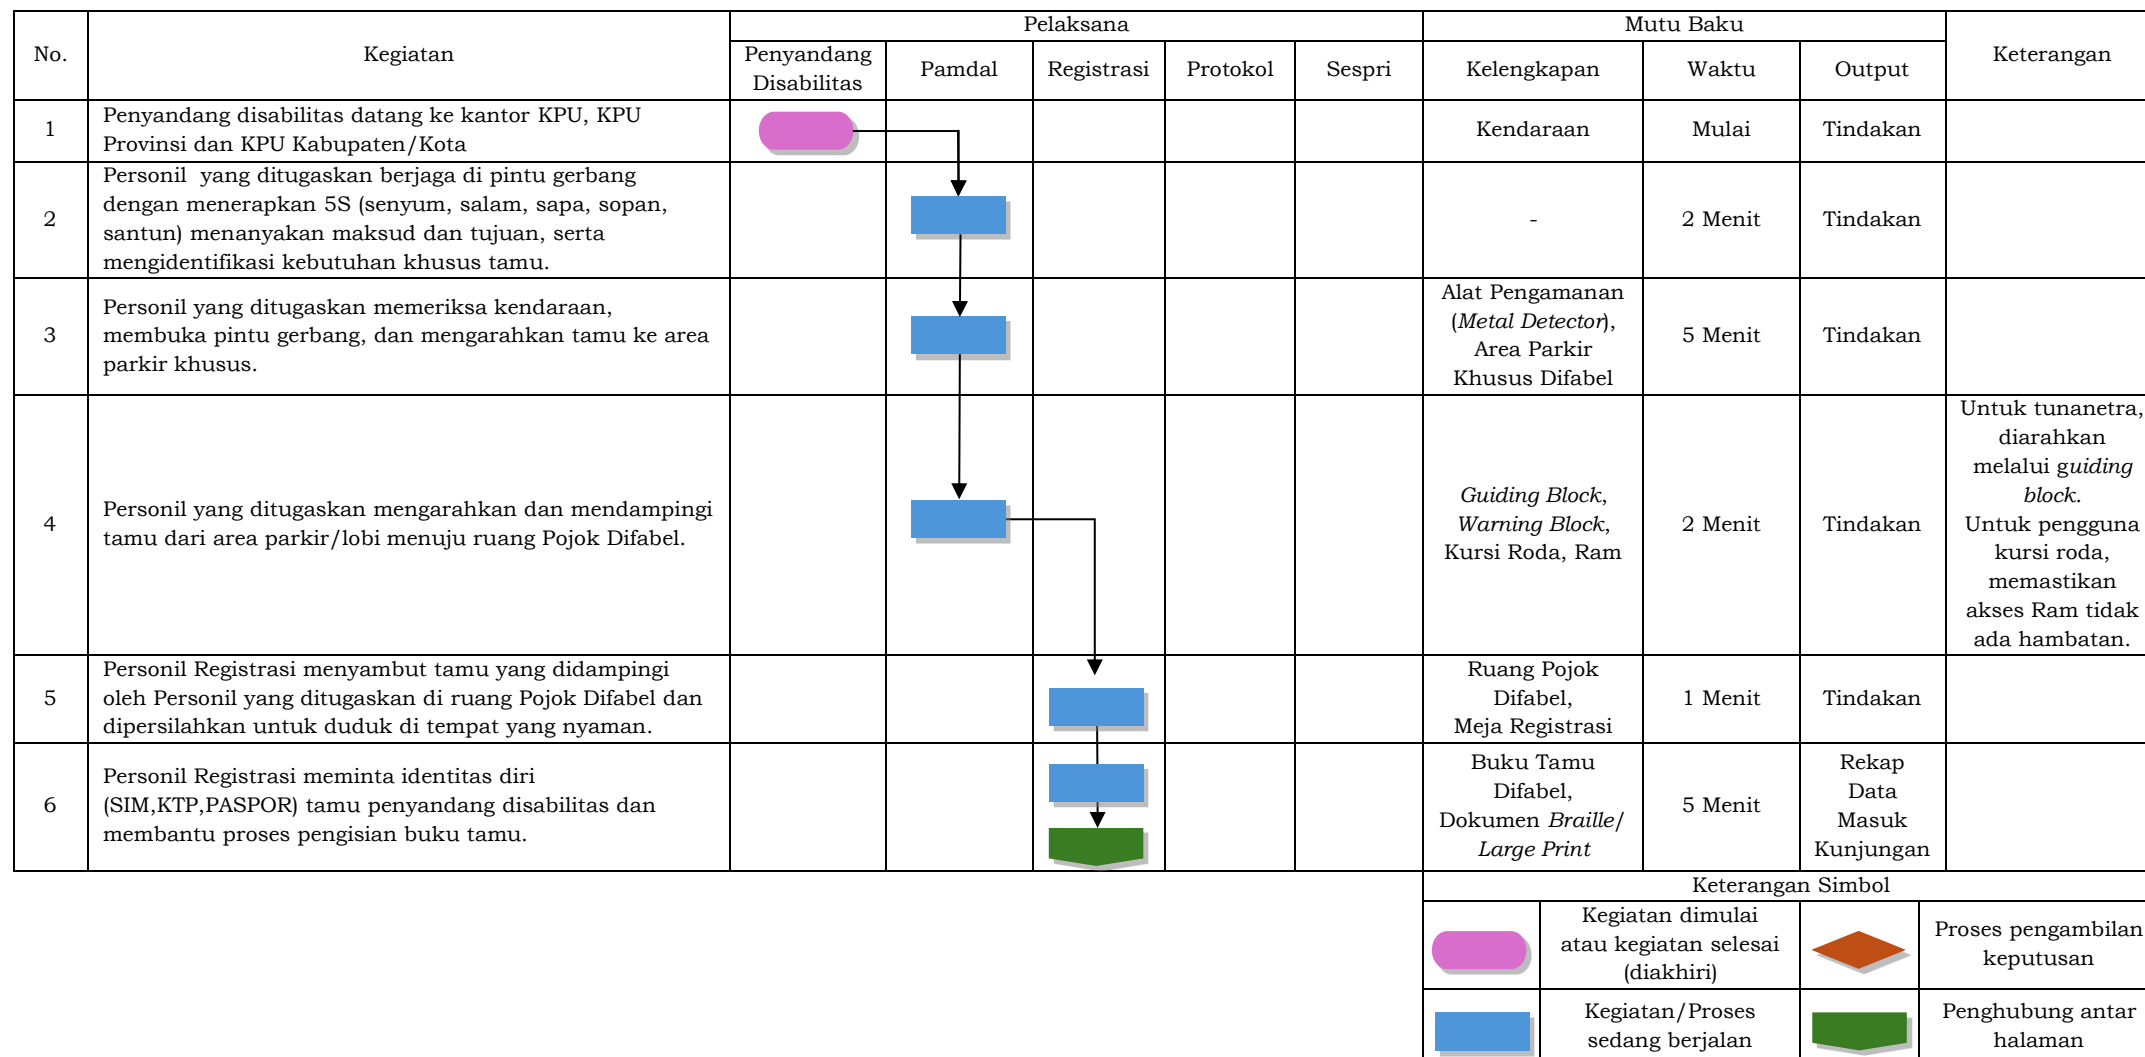 No.
Kegiatan
Pelaksana
Mutu Baku
Keterangan
Penyandang
Disabilitas
Pamdal
Registrasi
Protokol
Sespri
Kelengkapan
Waktu
Output
1
Penyandang disabilitas datang ke kantor KPU, KPU
Provinsi dan KPU Kabupaten/Kota
Kendaraan
Mulai
Tindakan
2
Personil  yang ditugaskan berjaga di pintu gerbang
dengan menerapkan 5S (senyum, salam, sapa, sopan,
santun) menanyakan maksud dan tujuan, serta
mengidentifikasi kebutuhan khusus tamu.
-
2 Menit
Tindakan
3
Personil yang ditugaskan memeriksa kendaraan,
membuka pintu gerbang, dan mengarahkan tamu ke area
parkir khusus.
Alat Pengamanan
(Metal Detector),
Area Parkir
Khusus Difabel
5 Menit
Tindakan
4
Personil yang ditugaskan mengarahkan dan mendampingi
tamu dari area parkir/lobi menuju ruang Pojok Difabel.
Guiding Block,
Warning Block,
Kursi Roda, Ram
2 Menit
Tindakan
Untuk tunanetra,
diarahkan
melalui guiding
block.
Untuk pengguna
kursi roda,
memastikan
akses Ram tidak
ada hambatan.
5
Personil Registrasi menyambut tamu yang didampingi
oleh Personil yang ditugaskan di ruang Pojok Difabel dan
dipersilahkan untuk duduk di tempat yang nyaman.
Ruang Pojok
Difabel,
Meja Registrasi
1 Menit
Tindakan
6
Personil Registrasi meminta identitas diri
(SIM,KTP,PASPOR) tamu penyandang disabilitas dan
membantu proses pengisian buku tamu.
Buku Tamu
Difabel,
Dokumen Braille/
Large Print
5 Menit
Rekap
Data
Masuk
Kunjungan
Keterangan Simbol
Kegiatan dimulai
atau kegiatan selesai
(diakhiri)
Proses pengambilan
keputusan
Kegiatan/Proses
sedang berjalan
Penghubung antar
halaman